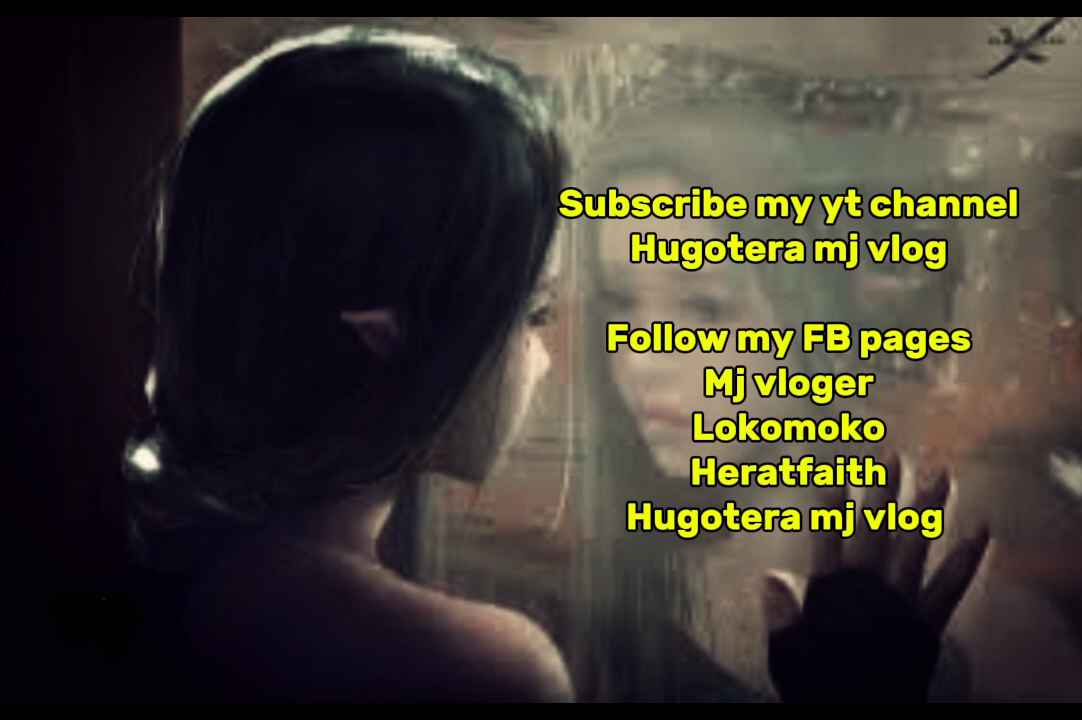 Subscribe my yt channel
Hugotera mj vlog
Follow my FB pages
Mj vloger
Lokomoko
Heratfaith
Hugotera mj vlog